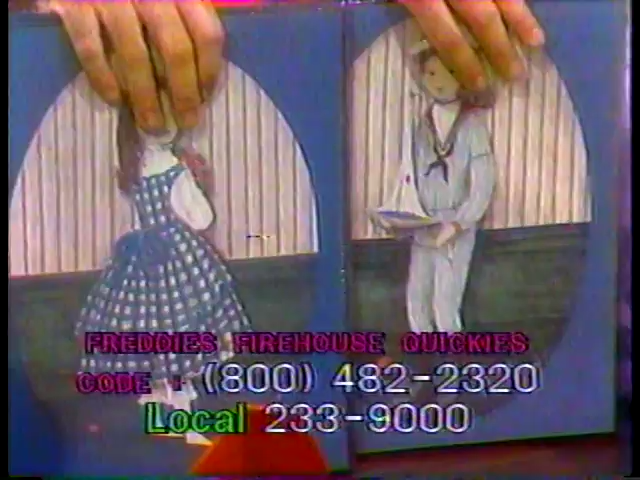 FREDDIES FIREHOUSE QUICKIES
CODE : (800) 482-2320
Local 233-9000